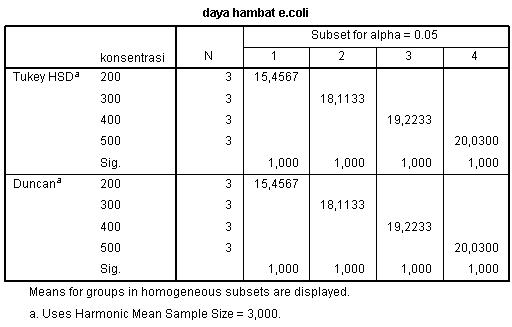 daya hambat e.coli
Subset for alpha = 0.05
konsentrasi N 1 2 3 4
Tukey HSDa 200 3 15,4567
300 3 18,1133
400 3 19,2233
500 3 20,0300
Sig. 1,000 1,000 1,000 1,000
Duncana 200 3 15,4567
300 3 18,1133
400 3 19,2233
500 3 20,0300
Sig. 1,000 1,000 1,000 1,000
Means for groups in homogeneous subsets are displayed.
a. Uses Harmonic Mean Sample Size = 3,000.